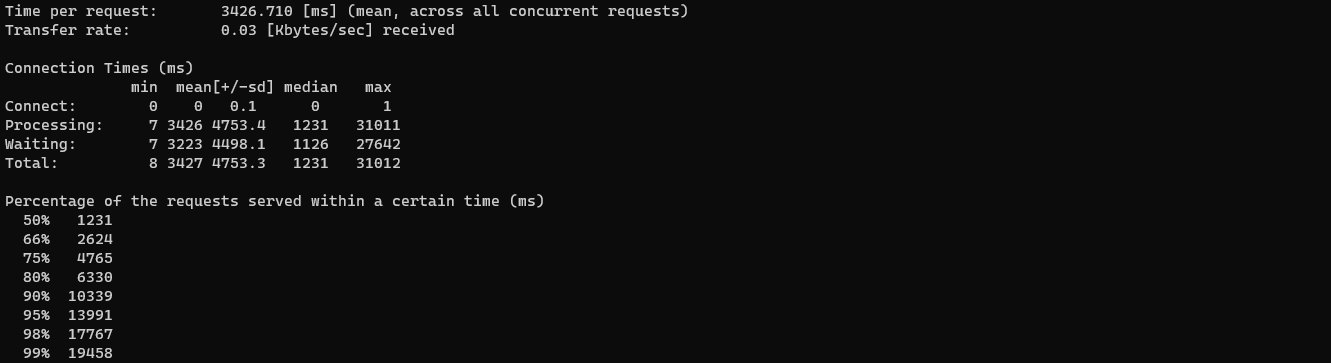 Time per request:       3426.710 [ms] (mean, across all concurrent requests)
Transfer rate:          0.03 [Kbytes/sec] received

Connection Times (ms)
              min  mean[+/-sd] median   max
Connect:        0    0   0.1      0       1
Processing:     7 3426 4753.4   1231   31011
Waiting:        7 3223 4498.1   1126   27642
Total:          8 3427 4753.3   1231   31012

Percentage of the requests served within a certain time (ms)
  50%   1231
  66%   2624
  75%   4765
  80%   6330
  90%  10339
  95%  13991
  98%  17767
  99%  19458